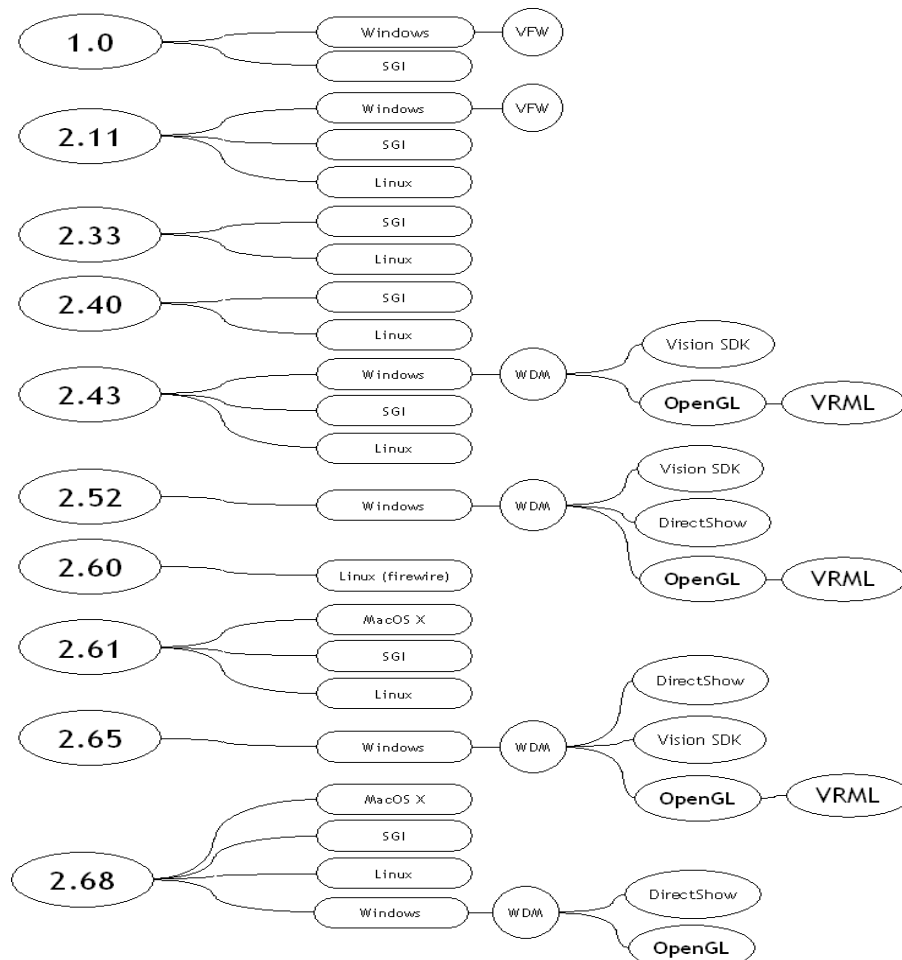 1.0
Windows
VFW
SGI
2.11
Windows
VFW
SGI
Linux
2.33
SGI
Linux
2.40
SGI
Linux
2.43
Windows
WDM
Vision SDK
OpenGL
VRML
SGI
Linux
2.52
Windows
WDM
Vision SDK
DirectShow
OpenGL
VRML
2.60
Linux (firewire)
2.61
MacOS X
SGI
Linux
2.65
Windows
WDM
DirectShow
Vision SDK
OpenGL
VRML
2.68
MacOS X
SGI
Linux
Windows
WDM
DirectShow
OpenGL